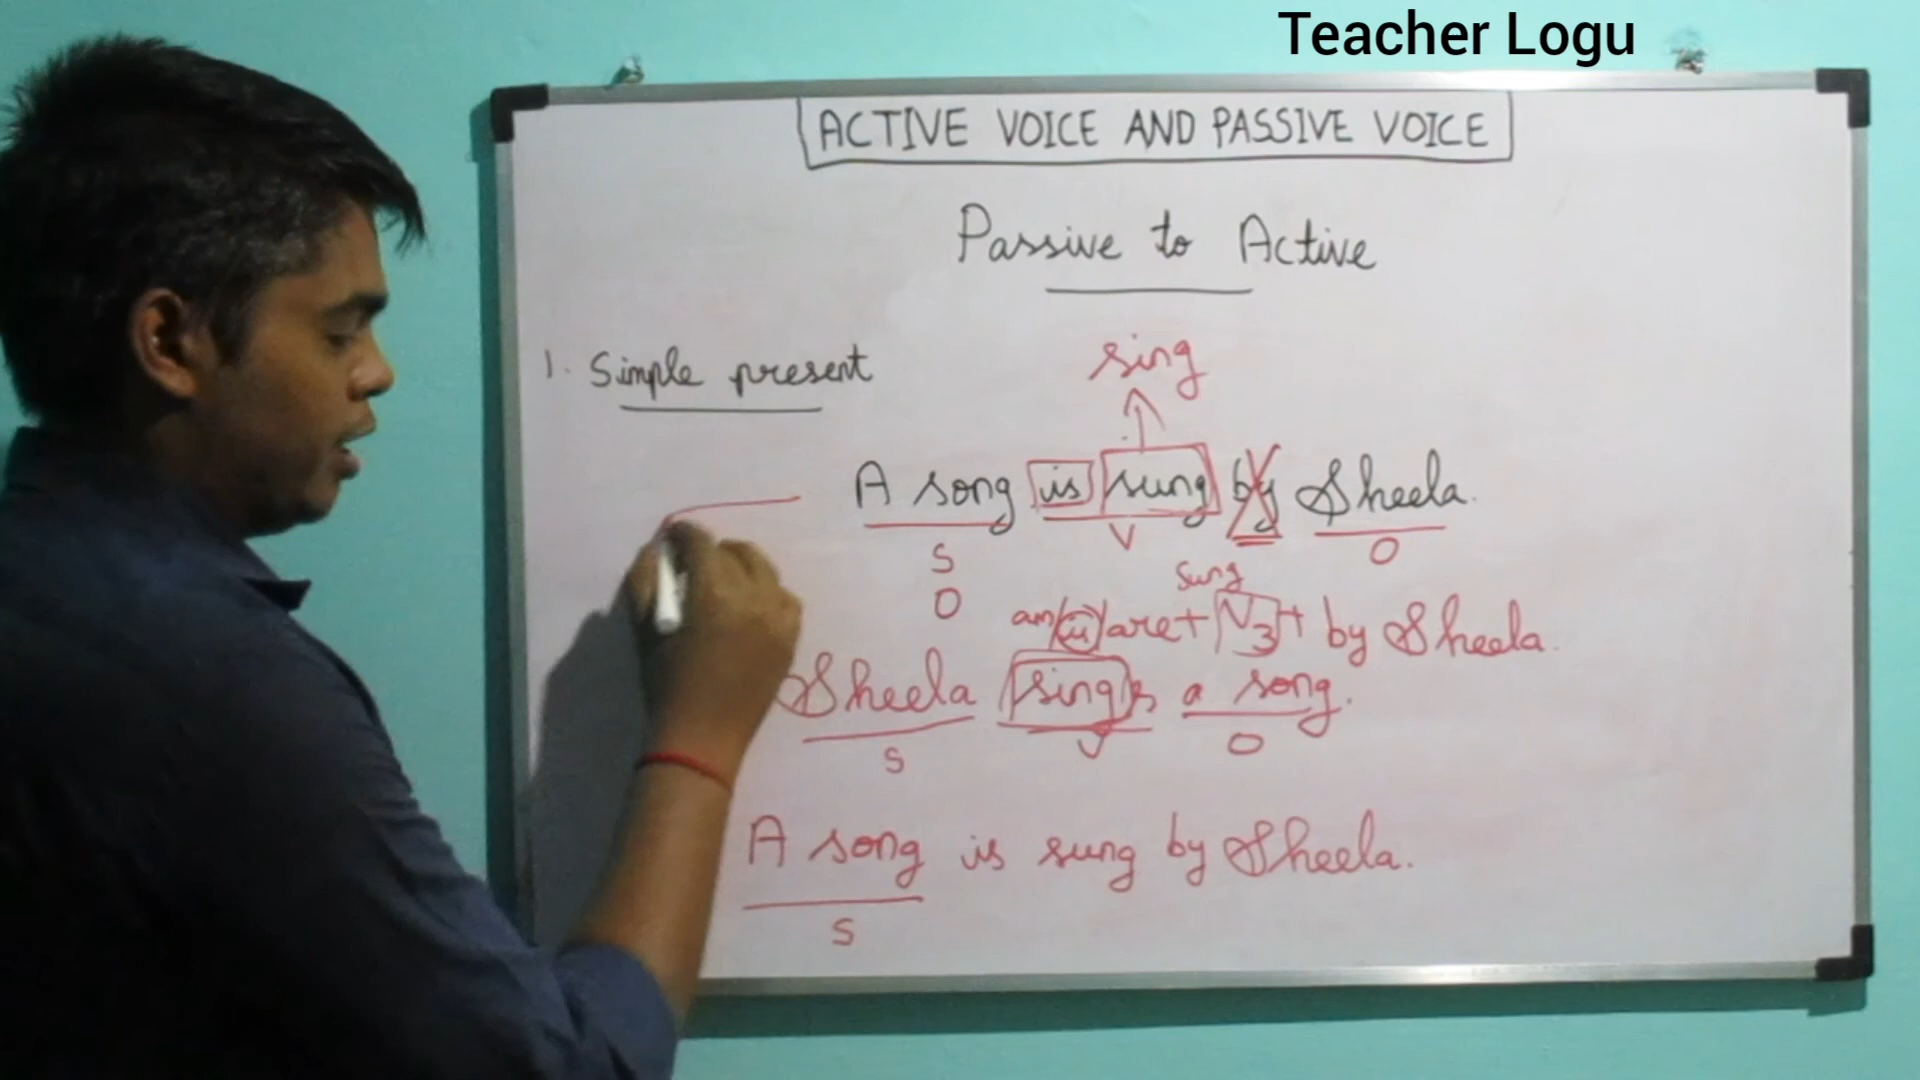 Teacher Logu
ACTIVE VOICE AND PASSIVE VOICE
Passive to Active
1. Simple present
sing
A song is sung by Sheela.
V
S
O
O
sung
am/is/are + V3 + by Sheela.
Sheela sings a song.
S
V
O
A song is sung by Sheela.
S